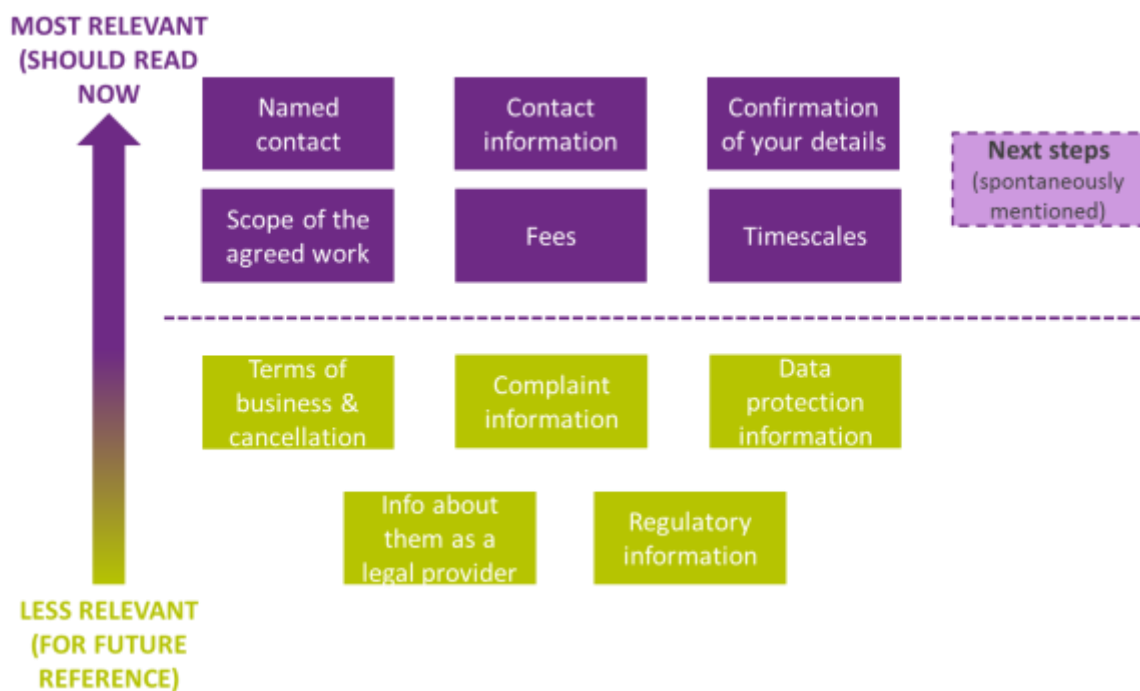 MOST RELEVANT
(SHOULD READ
NOW
Named
contact
Contact
information
Confirmation
of your details
Next steps
(spontaneously
mentioned)
Scope of the
agreed work
Fees
Timescales
Terms of
business &
cancellation
Complaint
information
Data
protection
information
Info about
them as a
legal provider
Regulatory
information
LESS RELEVANT
(FOR FUTURE
REFERENCE)